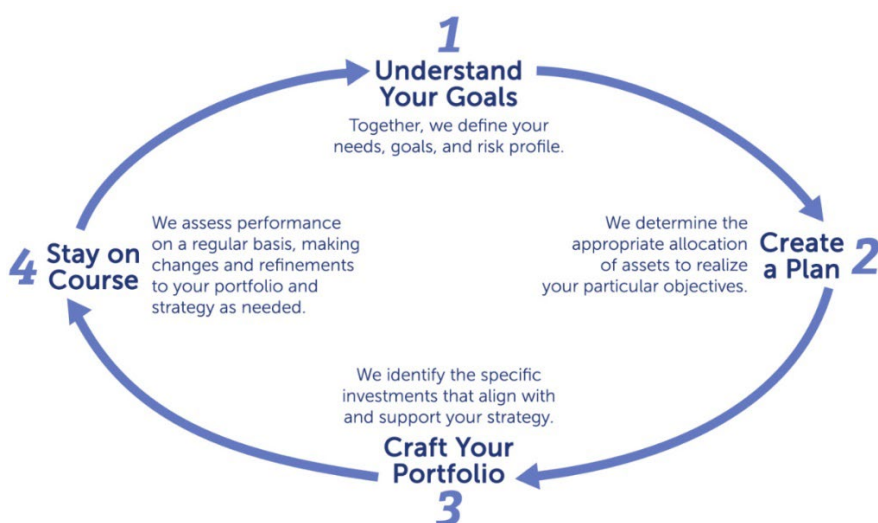 1
Understand
Your Goals
Together, we define your
needs, goals, and risk profile.
We determine the
appropriate allocation
of assets to realize
your particular objectives.
Create
a Plan
2
We identify the specific
investments that align with
and support your strategy.
Craft Your
Portfolio
3
4
Stay on
Course
We assess performance
on a regular basis, making
changes and refinements
to your portfolio and
strategy as needed.